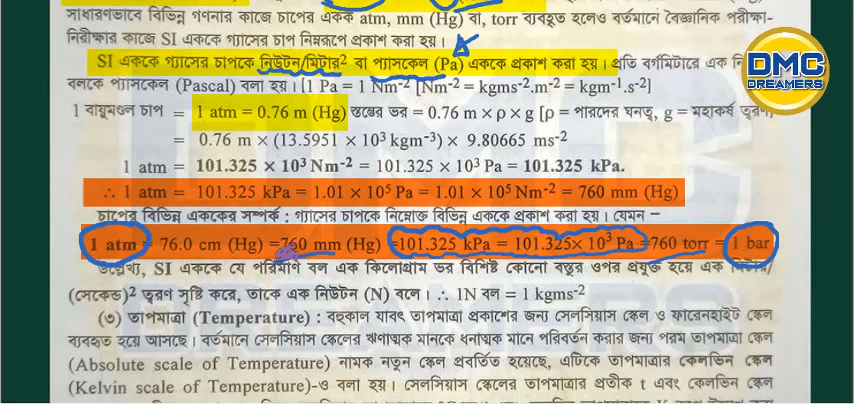 সাধারণভাবে বিভিন্ন গণনার কাজে চাপের একক atm, mm (Hg) বা, torr ব্যবহৃত হলেও বর্তমানে বৈজ্ঞানিক পরীক্ষা-
নিরীক্ষার কাজে SI এককে গ্যাসের চাপ নিম্নরূপে প্রকাশ করা হয়।
SI এককে গ্যাসের চাপকে নিউটন/মিটার² বা প্যাসকেল (Pa) এককে প্রকাশ করা হয়। প্রতি বর্গমিটারে এক
বলকে প্যাসকেল (Pascal) বলা হয়। [1 Pa = 1 Nm⁻² [Nm⁻² = kgms⁻².m⁻² = kgm⁻¹.s⁻²]
1 বায়ুমণ্ডল চাপ = 1 atm = 0.76 m (Hg) স্তম্ভের ভর = 0.76 m × ρ × g [ρ = পারদের ঘনত্ব, g = মহাকর্ষ ত্বরণ
= 0.76 m × (13.5951 × 10³ kgm⁻³) × 9.80665 ms⁻²
1 atm = 101.325 × 10³ Nm⁻² = 101.325 × 10³ Pa = 101.325 kPa.
∴ 1 atm = 101.325 kPa = 1.01 × 10⁵ Pa = 1.01 × 10⁵ Nm⁻² = 760 mm (Hg)
চাপের বিভিন্ন এককের সম্পর্ক : গ্যাসের চাপকে নিম্নোক্ত বিভিন্ন এককে প্রকাশ করা হয়। যেমন –
1 atm = 76.0 cm (Hg) =760 mm (Hg) =101.325 kPa = 101.325× 10³ Pa =760 torr = 1 bar
উল্লেখ্য, SI এককে যে পরিমাণ বল এক কিলোগ্রাম ভর বিশিষ্ট কোনো বস্তুর ওপর প্রযুক্ত হয়ে এক মিটার/
(সেকেন্ড)² ত্বরণ সৃষ্টি করে, তাকে এক নিউটন (N) বলে। ∴ 1N বল = 1 kgms⁻²
(৩) তাপমাত্রা (Temperature) : বহুকাল যাবৎ তাপমাত্রা প্রকাশের জন্য সেলসিয়াস স্কেল ও ফারেনহাইট স্কেল
ব্যবহৃত হয়ে আসছে। বর্তমানে সেলসিয়াস স্কেলের ঋণাত্মক মানকে ধনাত্মক মানে পরিবর্তন করার জন্য পরম তাপমাত্রা স্কেল
(Absolute scale of Temperature) নামক নতুন স্কেল প্রবর্তিত হয়েছে, এটিকে তাপমাত্রার কেলভিন স্কেল
(Kelvin scale of Temperature)-ও বলা হয়। সেলসিয়াস স্কেলের তাপমাত্রার প্রতীক t এবং কেলভিন স্কেল
DMC
DREAMERS
DREAMERS